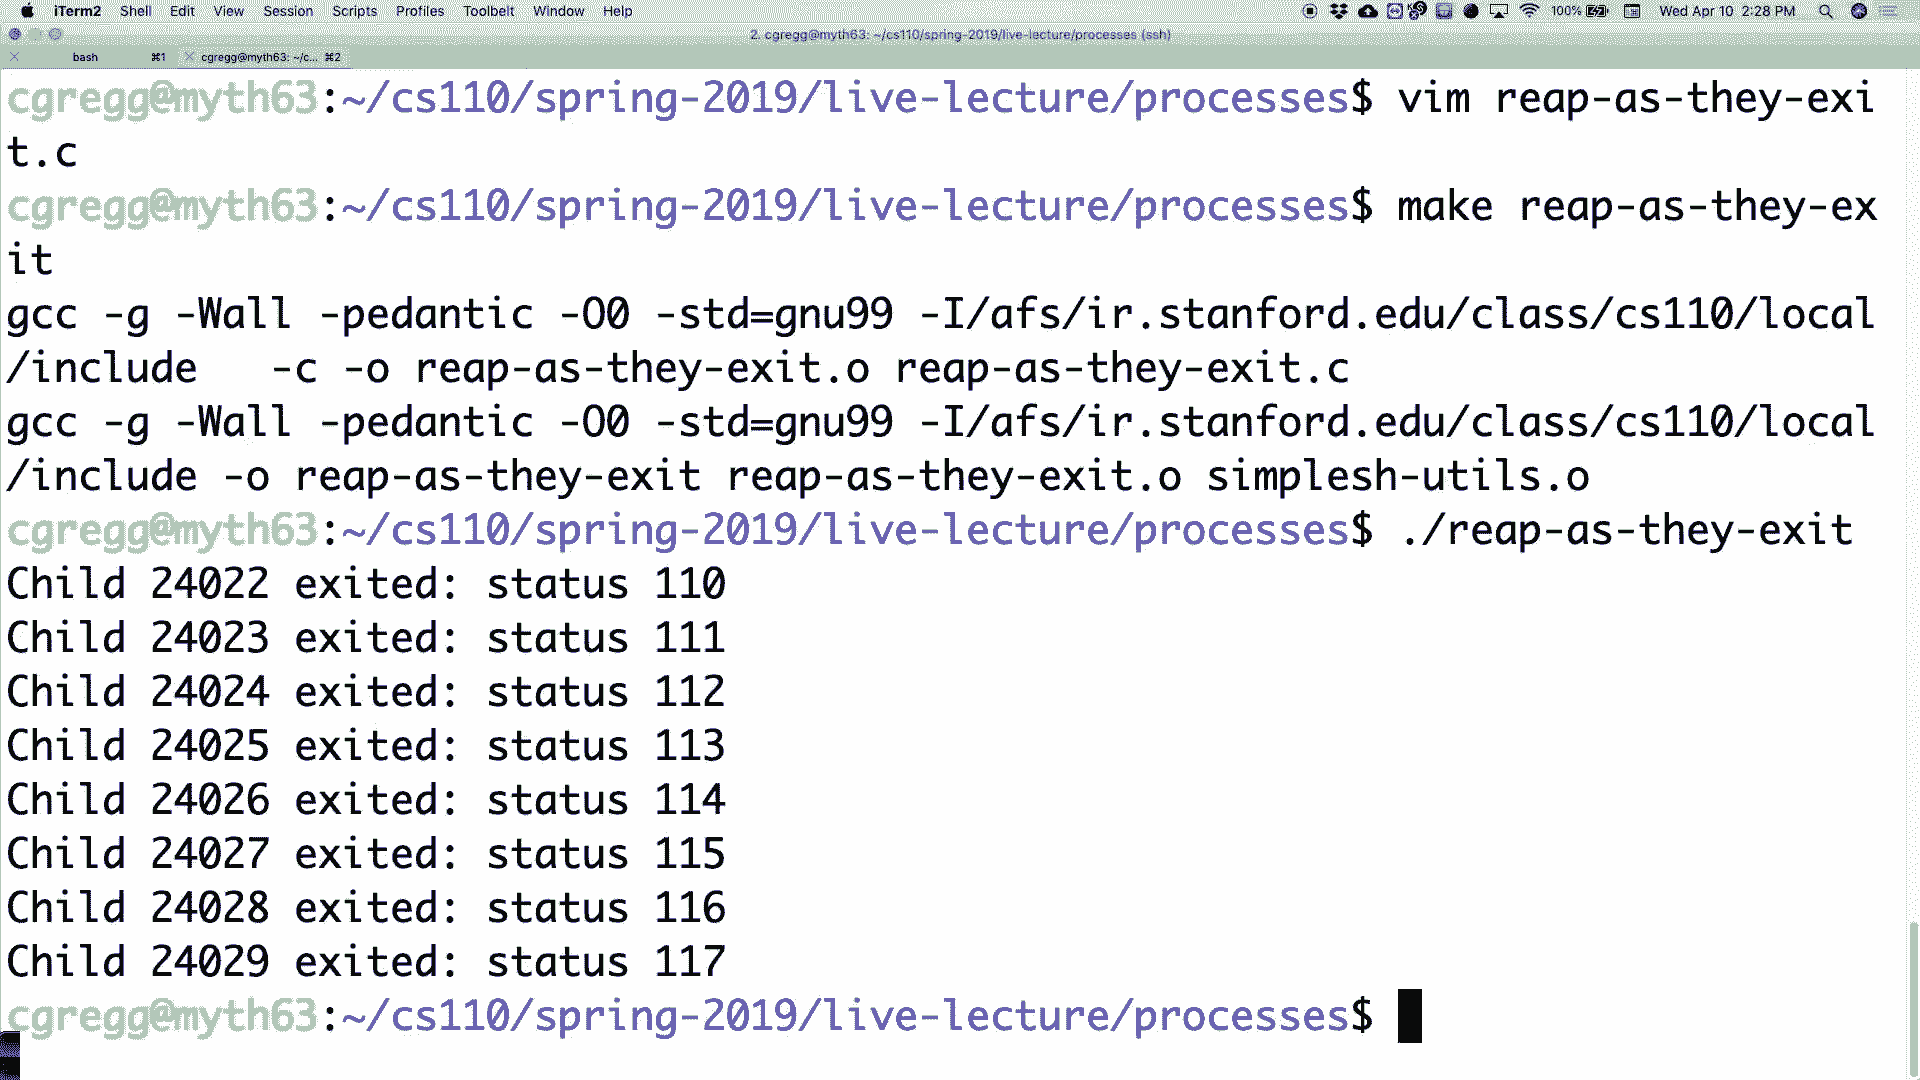 iTerm2 Shell Edit View Session Scripts Profiles Toolbelt Window Help 100% Wed Apr 10 2:28 PM
2. cgregg@myth63: ~/cs110/spring-2019/live-lecture/processes (ssh)
bash ⌘1 cgregg@myth63: ~/c... ⌘2
cgregg@myth63:~/cs110/spring-2019/live-lecture/processes$ vim reap-as-they-exi
t.c
cgregg@myth63:~/cs110/spring-2019/live-lecture/processes$ make reap-as-they-ex
it
gcc -g -Wall -pedantic -O0 -std=gnu99 -I/afs/ir.stanford.edu/class/cs110/local
/include   -c -o reap-as-they-exit.o reap-as-they-exit.c
gcc -g -Wall -pedantic -O0 -std=gnu99 -I/afs/ir.stanford.edu/class/cs110/local
/include -o reap-as-they-exit reap-as-they-exit.o simplesh-utils.o
cgregg@myth63:~/cs110/spring-2019/live-lecture/processes$ ./reap-as-they-exit
Child 24022 exited: status 110
Child 24023 exited: status 111
Child 24024 exited: status 112
Child 24025 exited: status 113
Child 24026 exited: status 114
Child 24027 exited: status 115
Child 24028 exited: status 116
Child 24029 exited: status 117
cgregg@myth63:~/cs110/spring-2019/live-lecture/processes$